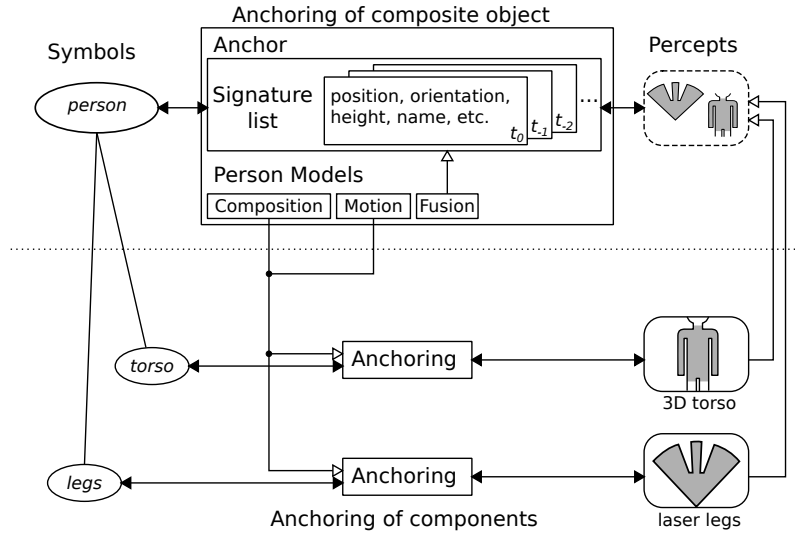 Anchoring of composite object
Symbols
Anchor
Percepts
person
Signature
list
position, orientation,
height, name, etc.
t0
t-1
t-2
...
Person Models
Composition
Motion
Fusion
torso
Anchoring
3D torso
legs
Anchoring
laser legs
Anchoring of components